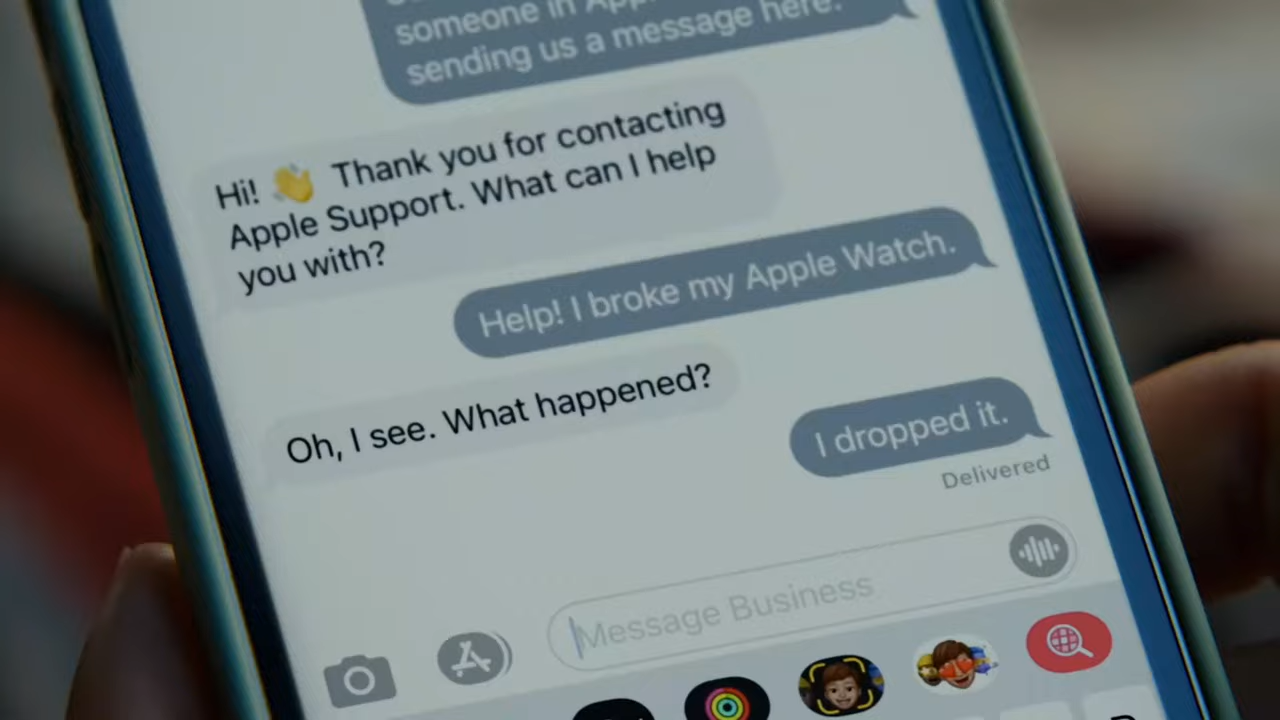 someone in
sending us a message here.
Hi! 👋 Thank you for contacting
Apple Support. What can I help
you with?
Help! I broke my Apple Watch.
Oh, I see. What happened?
I dropped it.
Delivered
Message Business